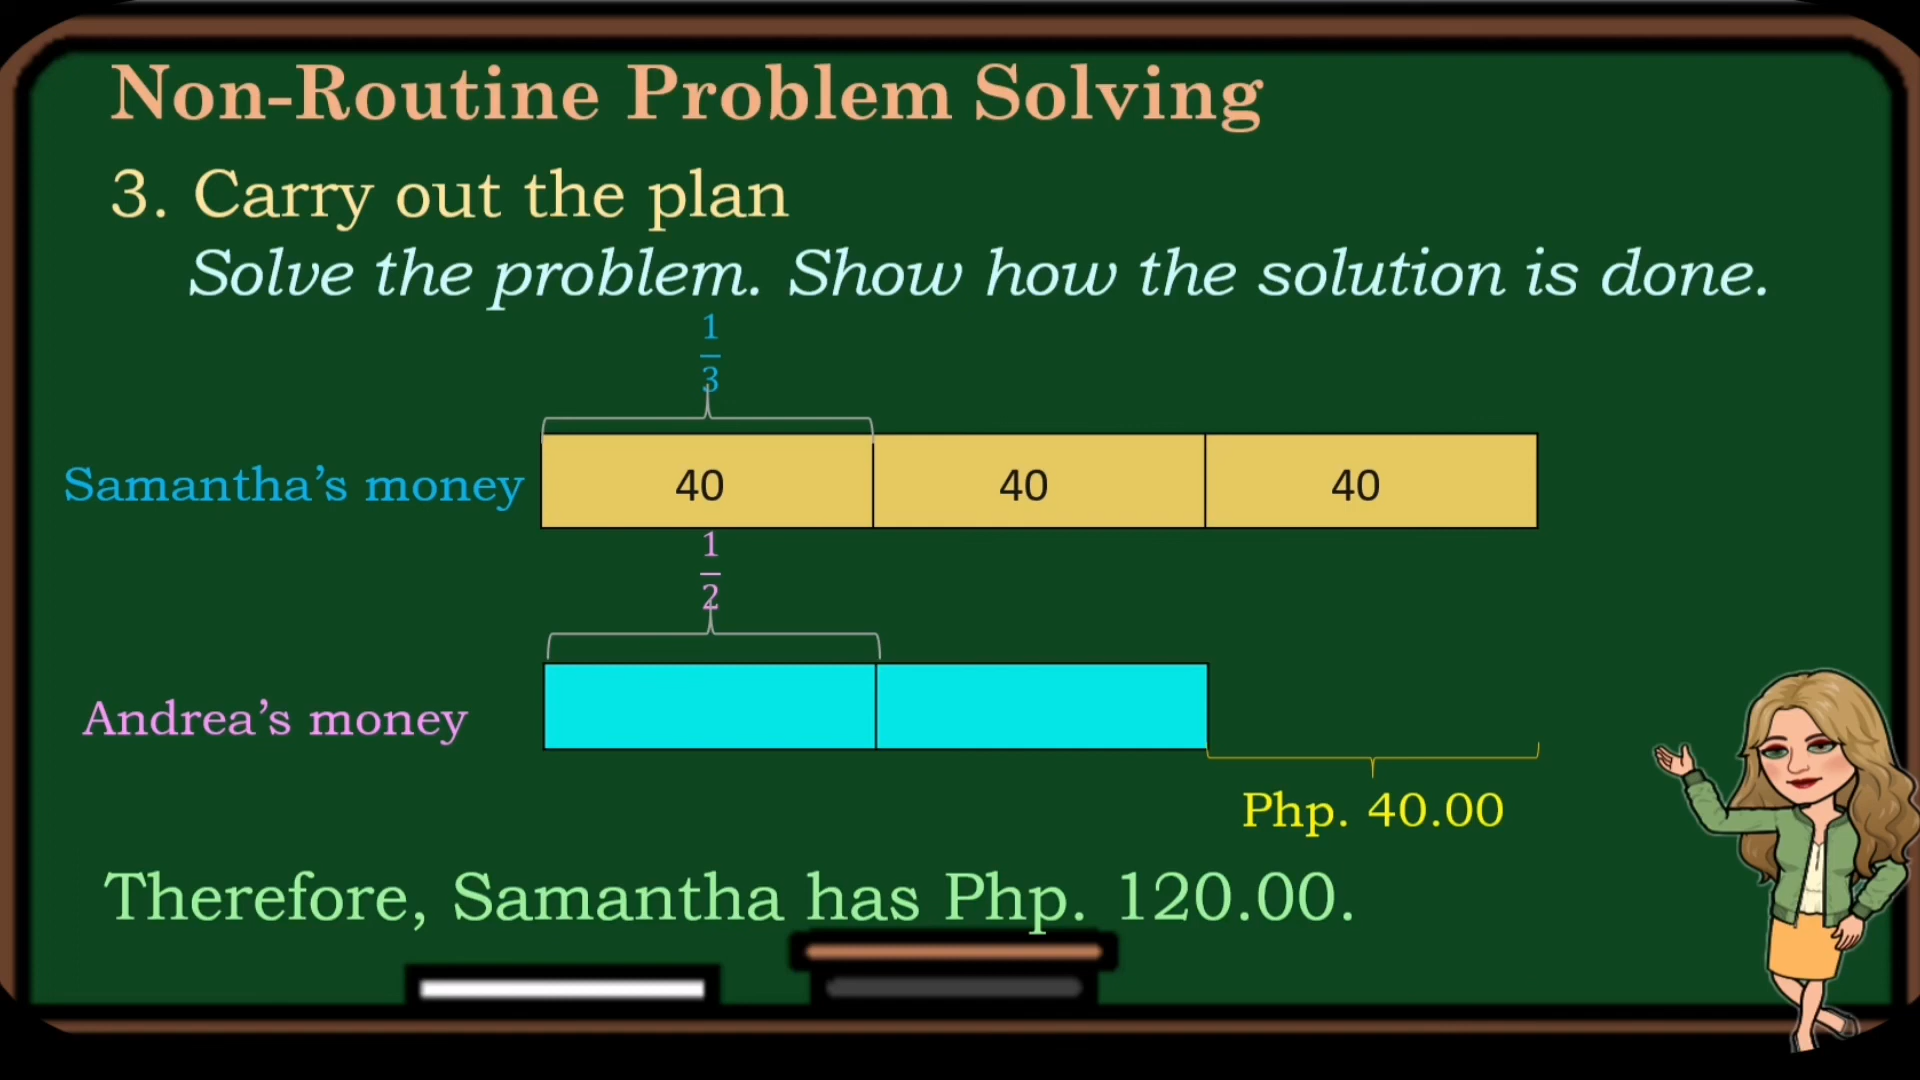 Non-Routine Problem Solving
3. Carry out the plan
Solve the problem. Show how the solution is done.
1
3
Samantha’s money 40 40 40
1
2
Andrea’s money
Php. 40.00
Therefore, Samantha has Php. 120.00.